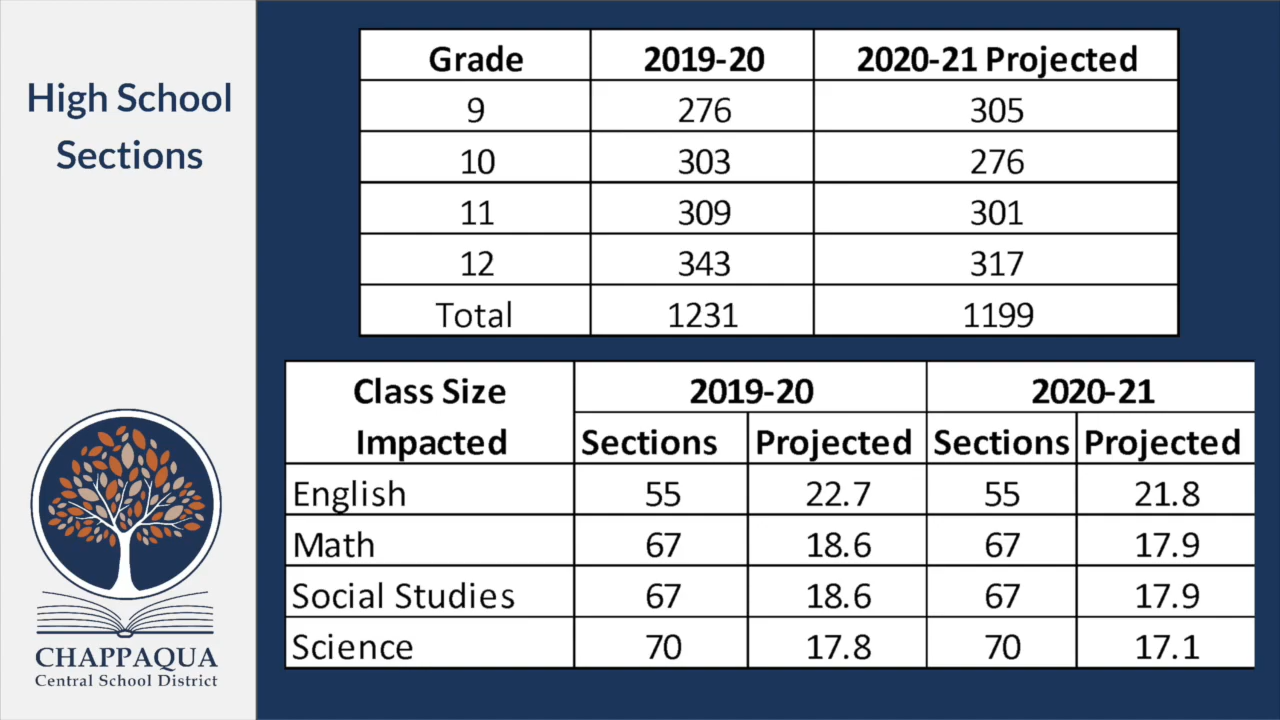 High School
Sections
Grade 2019-20 2020-21 Projected
9 276 305
10 303 276
11 309 301
12 343 317
Total 1231 1199
Class Size 2019-20 2020-21
Impacted Sections Projected Sections Projected
English 55 22.7 55 21.8
Math 67 18.6 67 17.9
Social Studies 67 18.6 67 17.9
Science 70 17.8 70 17.1
CHAPPAQUA
Central School District